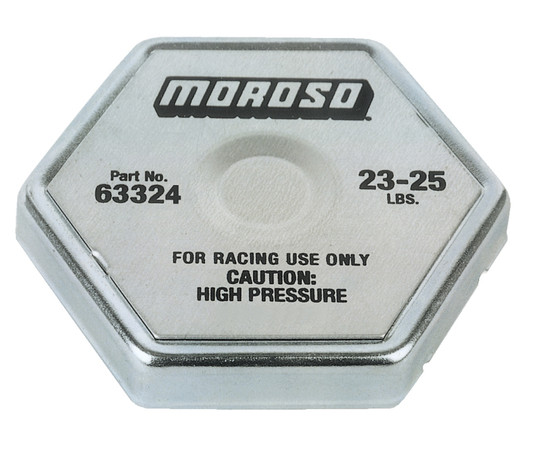 MOROSO
Part No.
63324
23-25
LBS.
FOR RACING USE ONLY
CAUTION:
HIGH PRESSURE